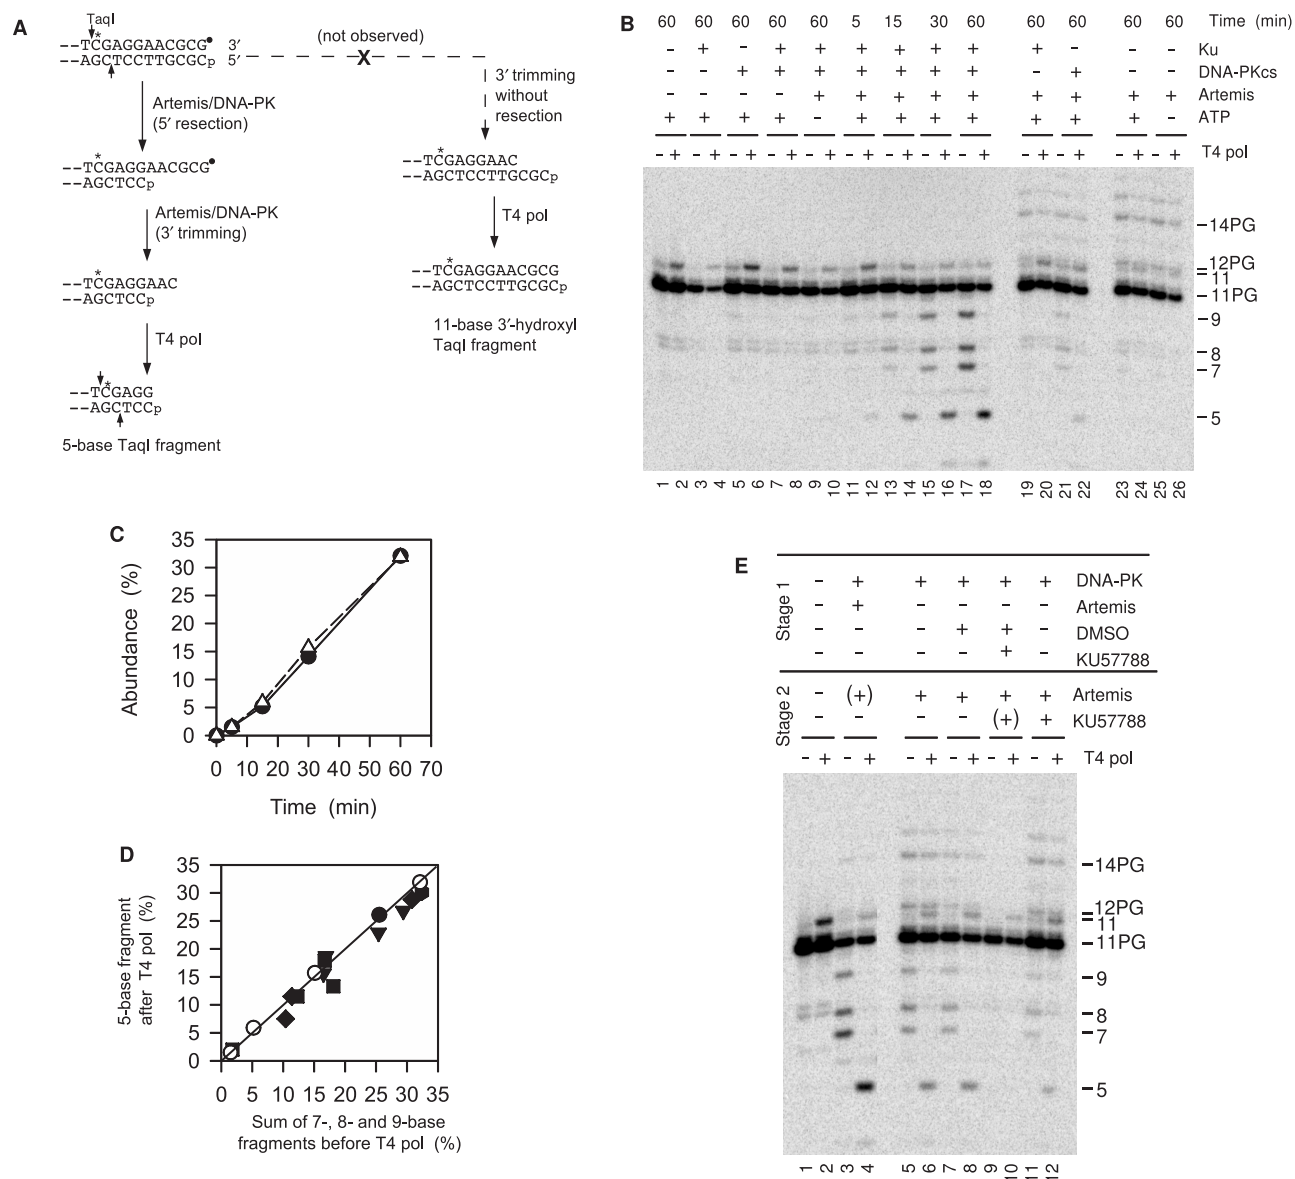 A
TaqI
*
--TCGAGGAACGCG• 3′
--AGCTCCTTGCGCp 5′
(not observed)
X
Artemis/DNA-PK
(5′ resection)
3′ trimming
without
resection
*
--TCGAGGAACGCG•
--AGCTCCp
--TCGAGGAAC
--AGCTCCTTGCGCp
Artemis/DNA-PK
(3′ trimming)
T4 pol
*
--TCGAGGAAC
--AGCTCCp
--TCGAGGAACGCG
--AGCTCCTTGCGCp
T4 pol
11-base 3′-hydroxyl
TaqI fragment
*
--TCGAGG
--AGCTCCp
5-base TaqI fragment
B
60 60 60 60 60 5 15 30 60 60 60 60 60 Time (min)
- + - + + + + + + + - - - Ku
- - + + + + + + + - + - - DNA-PKcs
- - - - + + + + + + + + + Artemis
+ + + + - + + + + + + + - ATP
- + - + - + - + - + - + - + - + - + - + - + - + - + T4 pol
14PG
12PG
11
11PG
9
8
7
5
1 2 3 4 5 6 7 8 9 10 11 12 13 14 15 16 17 18 19 20 21 22 23 24 25 26
C
Abundance (%)
35
30
25
20
15
10
5
0
0 10 20 30 40 50 60 70
Time (min)
D
5-base fragment
after T4 pol (%)
35
30
25
20
15
10
5
0
0 5 10 15 20 25 30 35
Sum of 7-, 8- and 9-base
fragments before T4 pol (%)
E
Stage 1
- + + + + + DNA-PK
- + - - - - Artemis
- - - + + - DMSO
- - - - + - KU57788
Stage 2
- (+) + + + + Artemis
- - - - (+) + KU57788
- + - + - + - + - + - + T4 pol
14PG
12PG
11
11PG
9
8
7
5
1 2 3 4 5 6 7 8 9 10 11 12